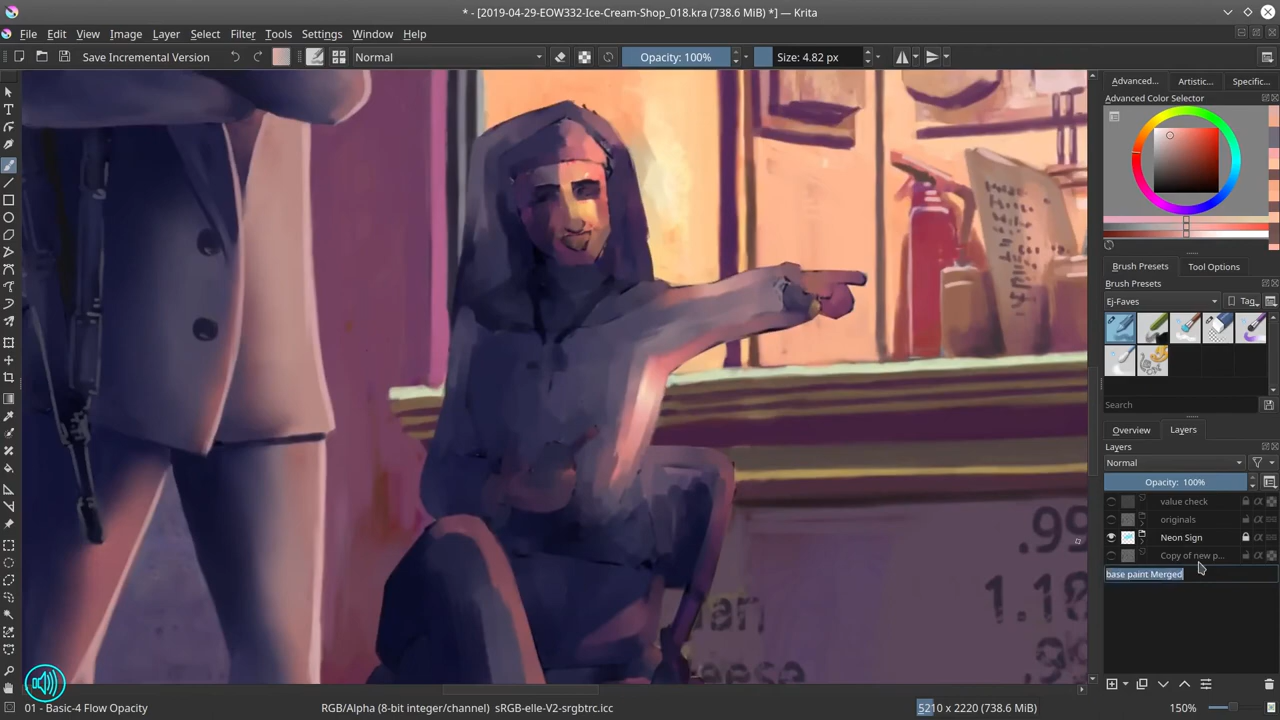 * - [2019-04-29-EOW332-Ice-Cream-Shop_018.kra (738.6 MiB) *] — Krita
File Edit View Image Layer Select Filter Tools Settings Window Help
Save Incremental Version Normal Opacity: 100% Size: 4.82 px
Advanced... Artistic... Specific...
Advanced Color Selector
Brush Presets Tool Options
Brush Presets
Ej-Faves Tag
Search
Overview Layers
Layers
Normal
Opacity: 100%
value check
originals
Neon Sign
Copy of new p...
base paint Merged
.99
1.18
.9
01 - Basic-4 Flow Opacity RGB/Alpha (8-bit integer/channel) sRGB-elle-V2-srgbtrc.icc 5210 x 2220 (738.6 MiB) 150%